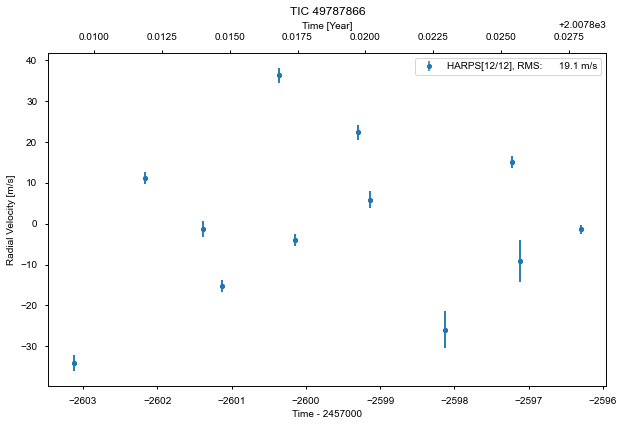 TIC 49787866
Time [Year]
+2.0078e3
0.0100 0.0125 0.0150 0.0175 0.0200 0.0225 0.0250 0.0275
HARPS[12/12], RMS: 19.1 m/s
40
30
20
10
0
−10
−20
−30
Radial Velocity [m/s]
−2603 −2602 −2601 −2600 −2599 −2598 −2597 −2596
Time - 2457000